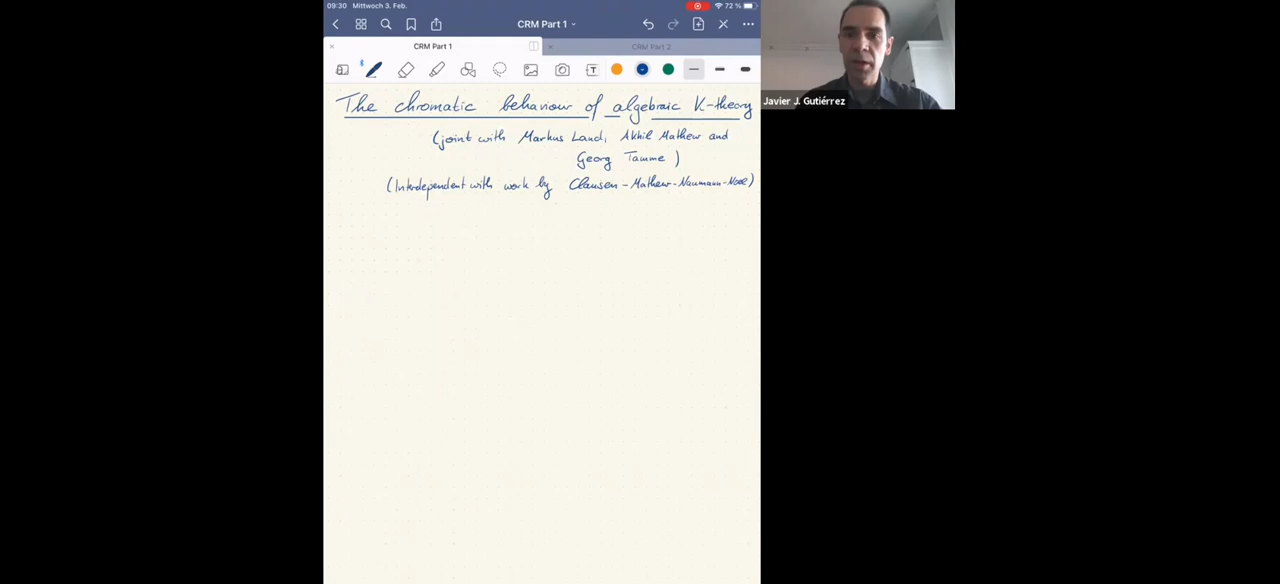 09:30 Mittwoch 3. Feb.
72 %
CRM Part 1
CRM Part 1
CRM Part 2
T
The chromatic behaviour of algebraic K-theory
(joint with Markus Land, Akhil Mathew and
Georg Tamme)
(Interdependent with work by Clausen-Mathew-Naumann-Noel)
Javier J. Gutiérrez